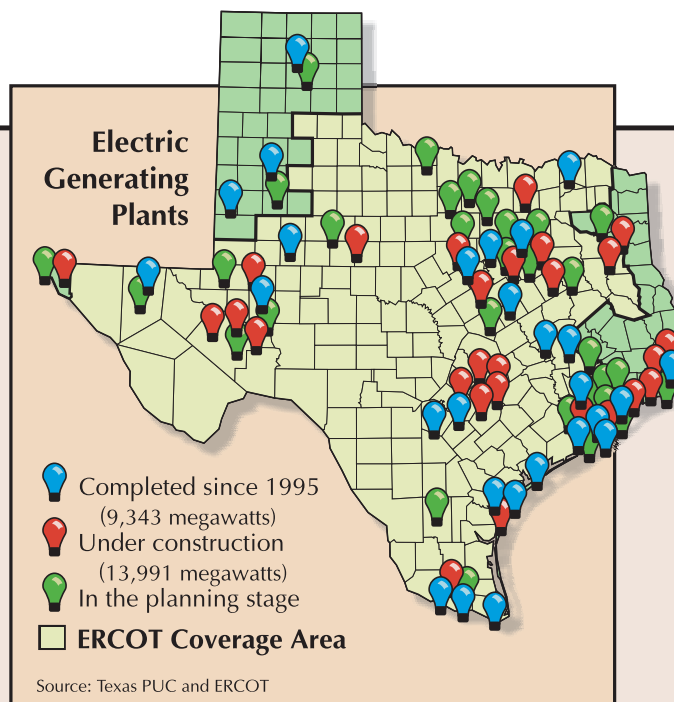 Electric
Generating
Plants
Completed since 1995
(9,343 megawatts)
Under construction
(13,991 megawatts)
In the planning stage
ERCOT Coverage Area
Source: Texas PUC and ERCOT